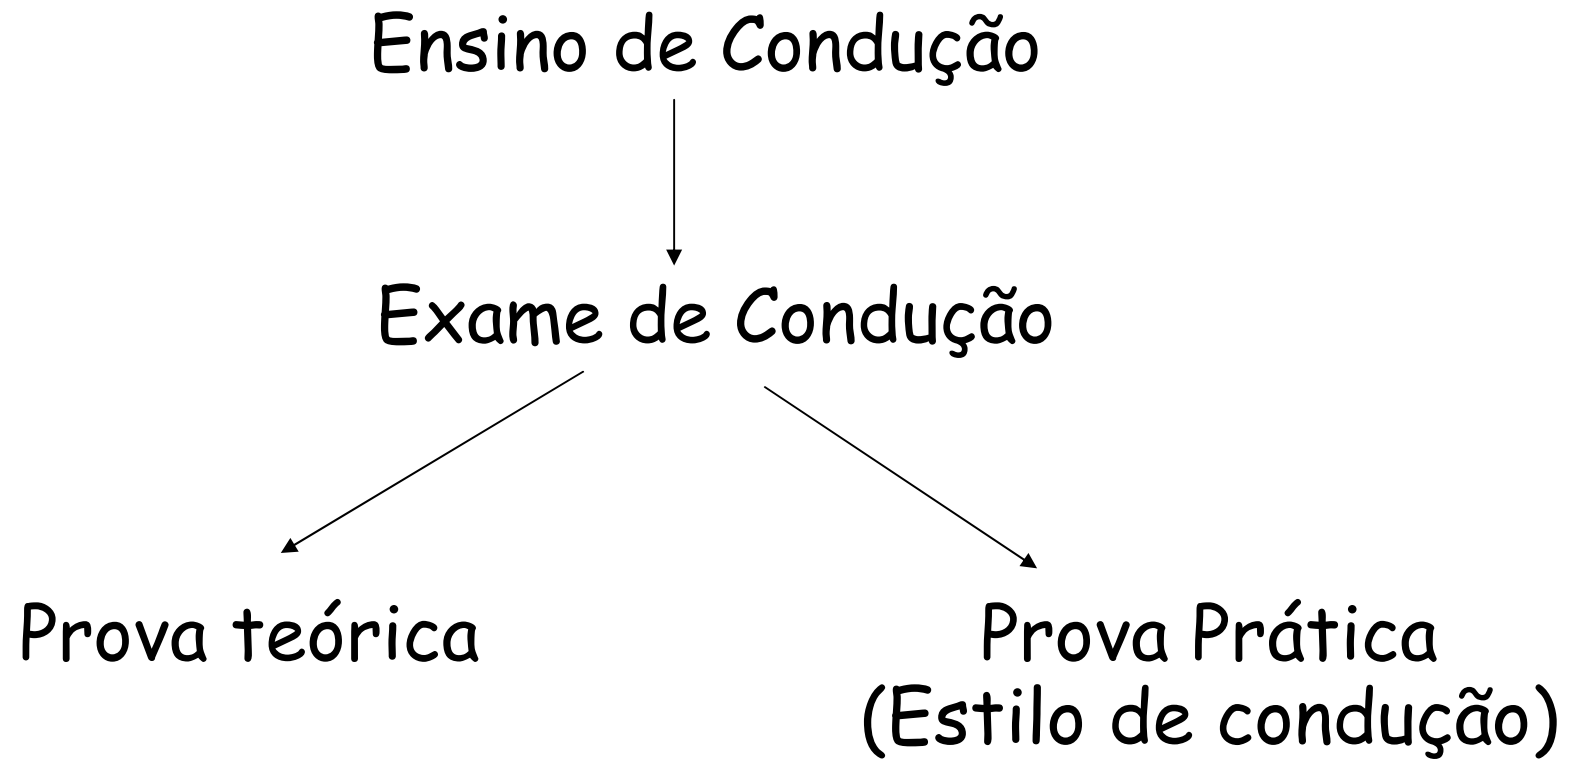 Ensino de Condução
Exame de Condução
Prova teórica
Prova Prática
(Estilo de condução)